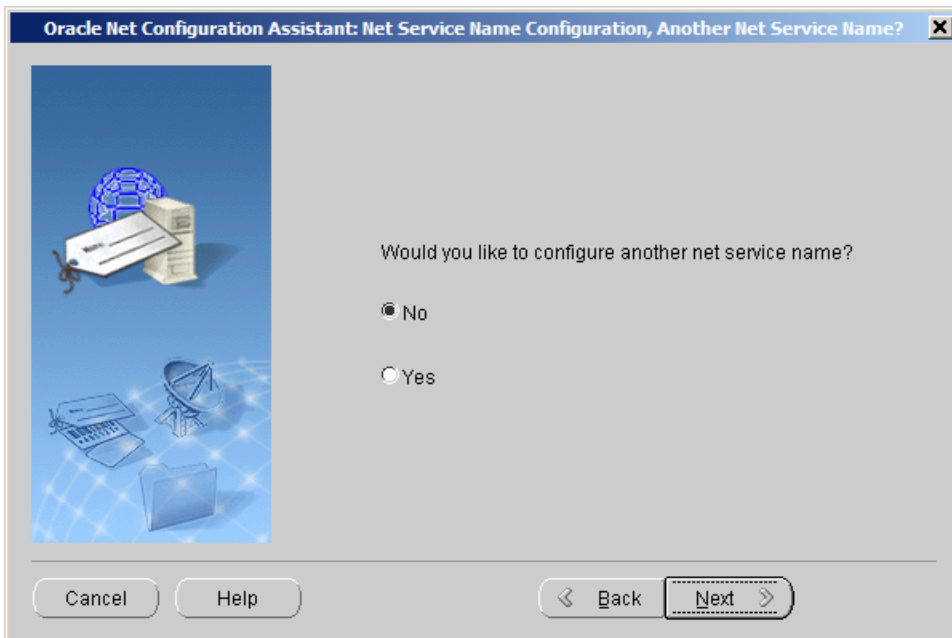 Oracle Net Configuration Assistant: Net Service Name Configuration, Another Net Service Name?
Would you like to configure another net service name?
No
Yes
Cancel
Help
Back
Next